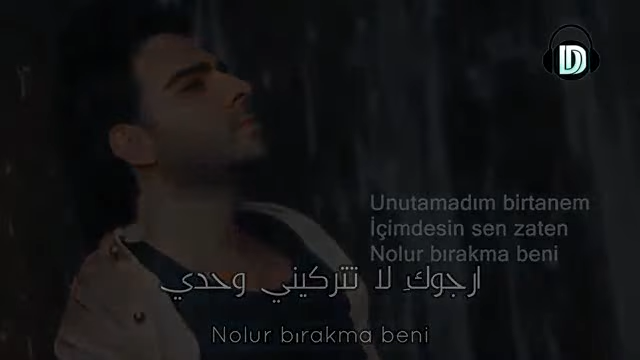 Unutamadım birtanem
İçimdesin sen zaten
Nolur bırakma beni
ارجوكِ لا تتركيني وحدي
Nolur bırakma beni